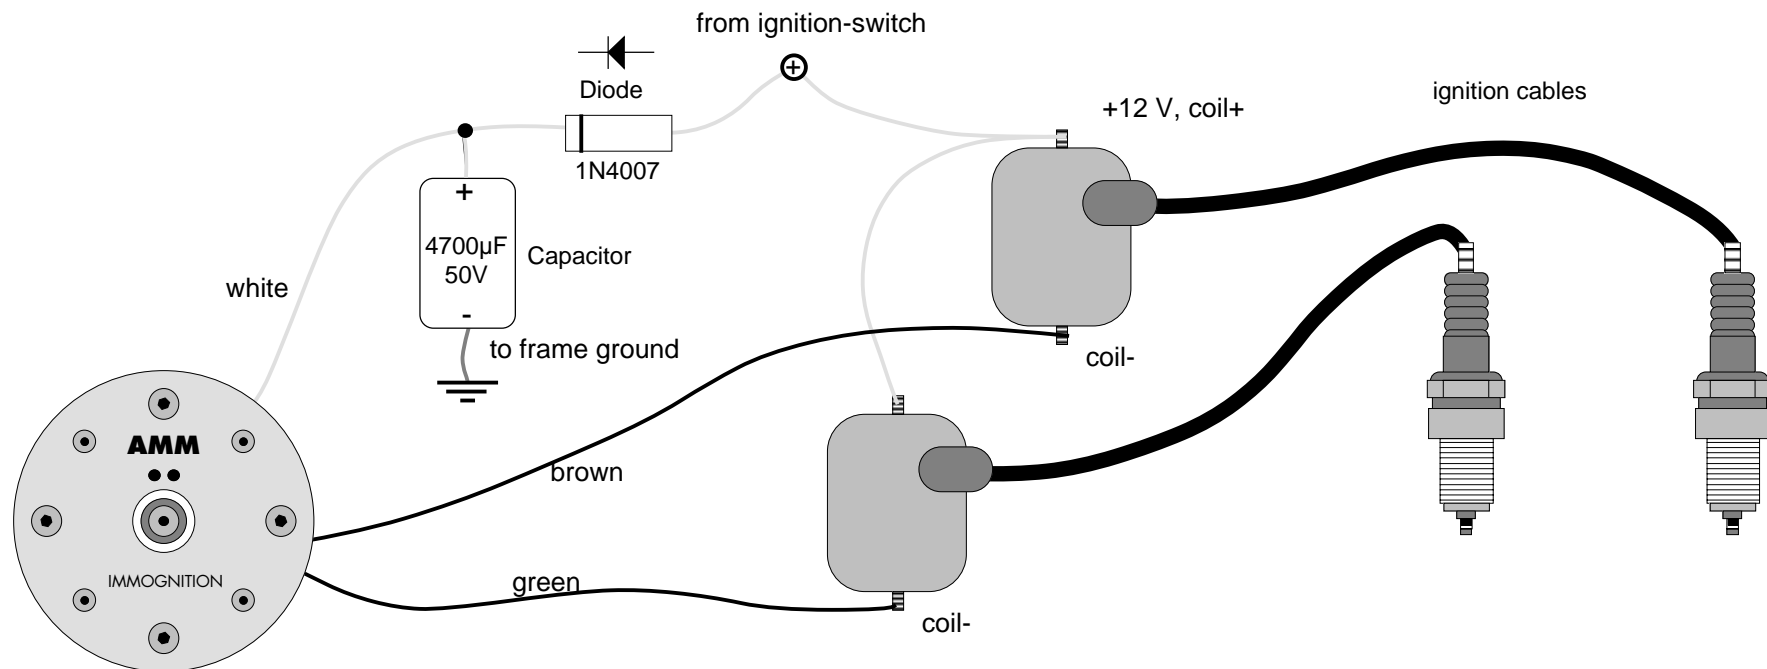 from ignition-switch
Diode
1N4007
+12 V, coil+
ignition cables
+
4700µF
50V
-
Capacitor
white
to frame ground
coil-
AMM
IMMOGNITION
brown
green
coil-